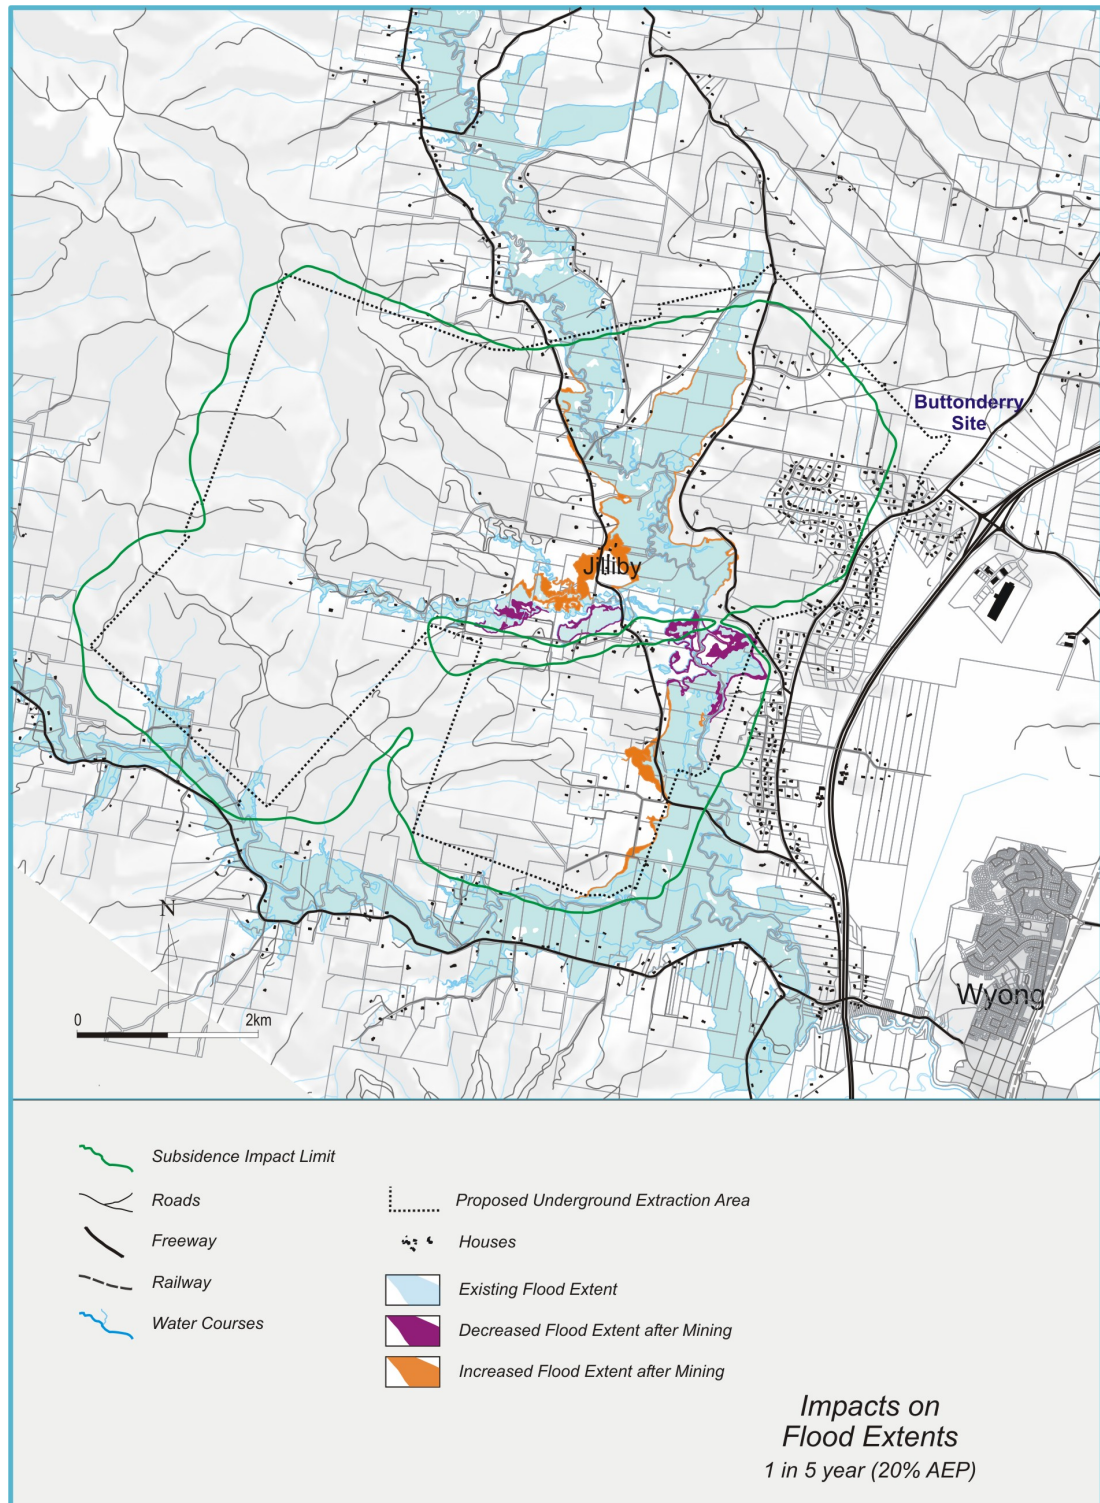 Buttonderry
Site
Jilliby
N
0 2km
Wyong
Subsidence Impact Limit
Roads
Freeway
Railway
Water Courses
Proposed Underground Extraction Area
Houses
Existing Flood Extent
Decreased Flood Extent after Mining
Increased Flood Extent after Mining
Impacts on
Flood Extents
1 in 5 year (20% AEP)